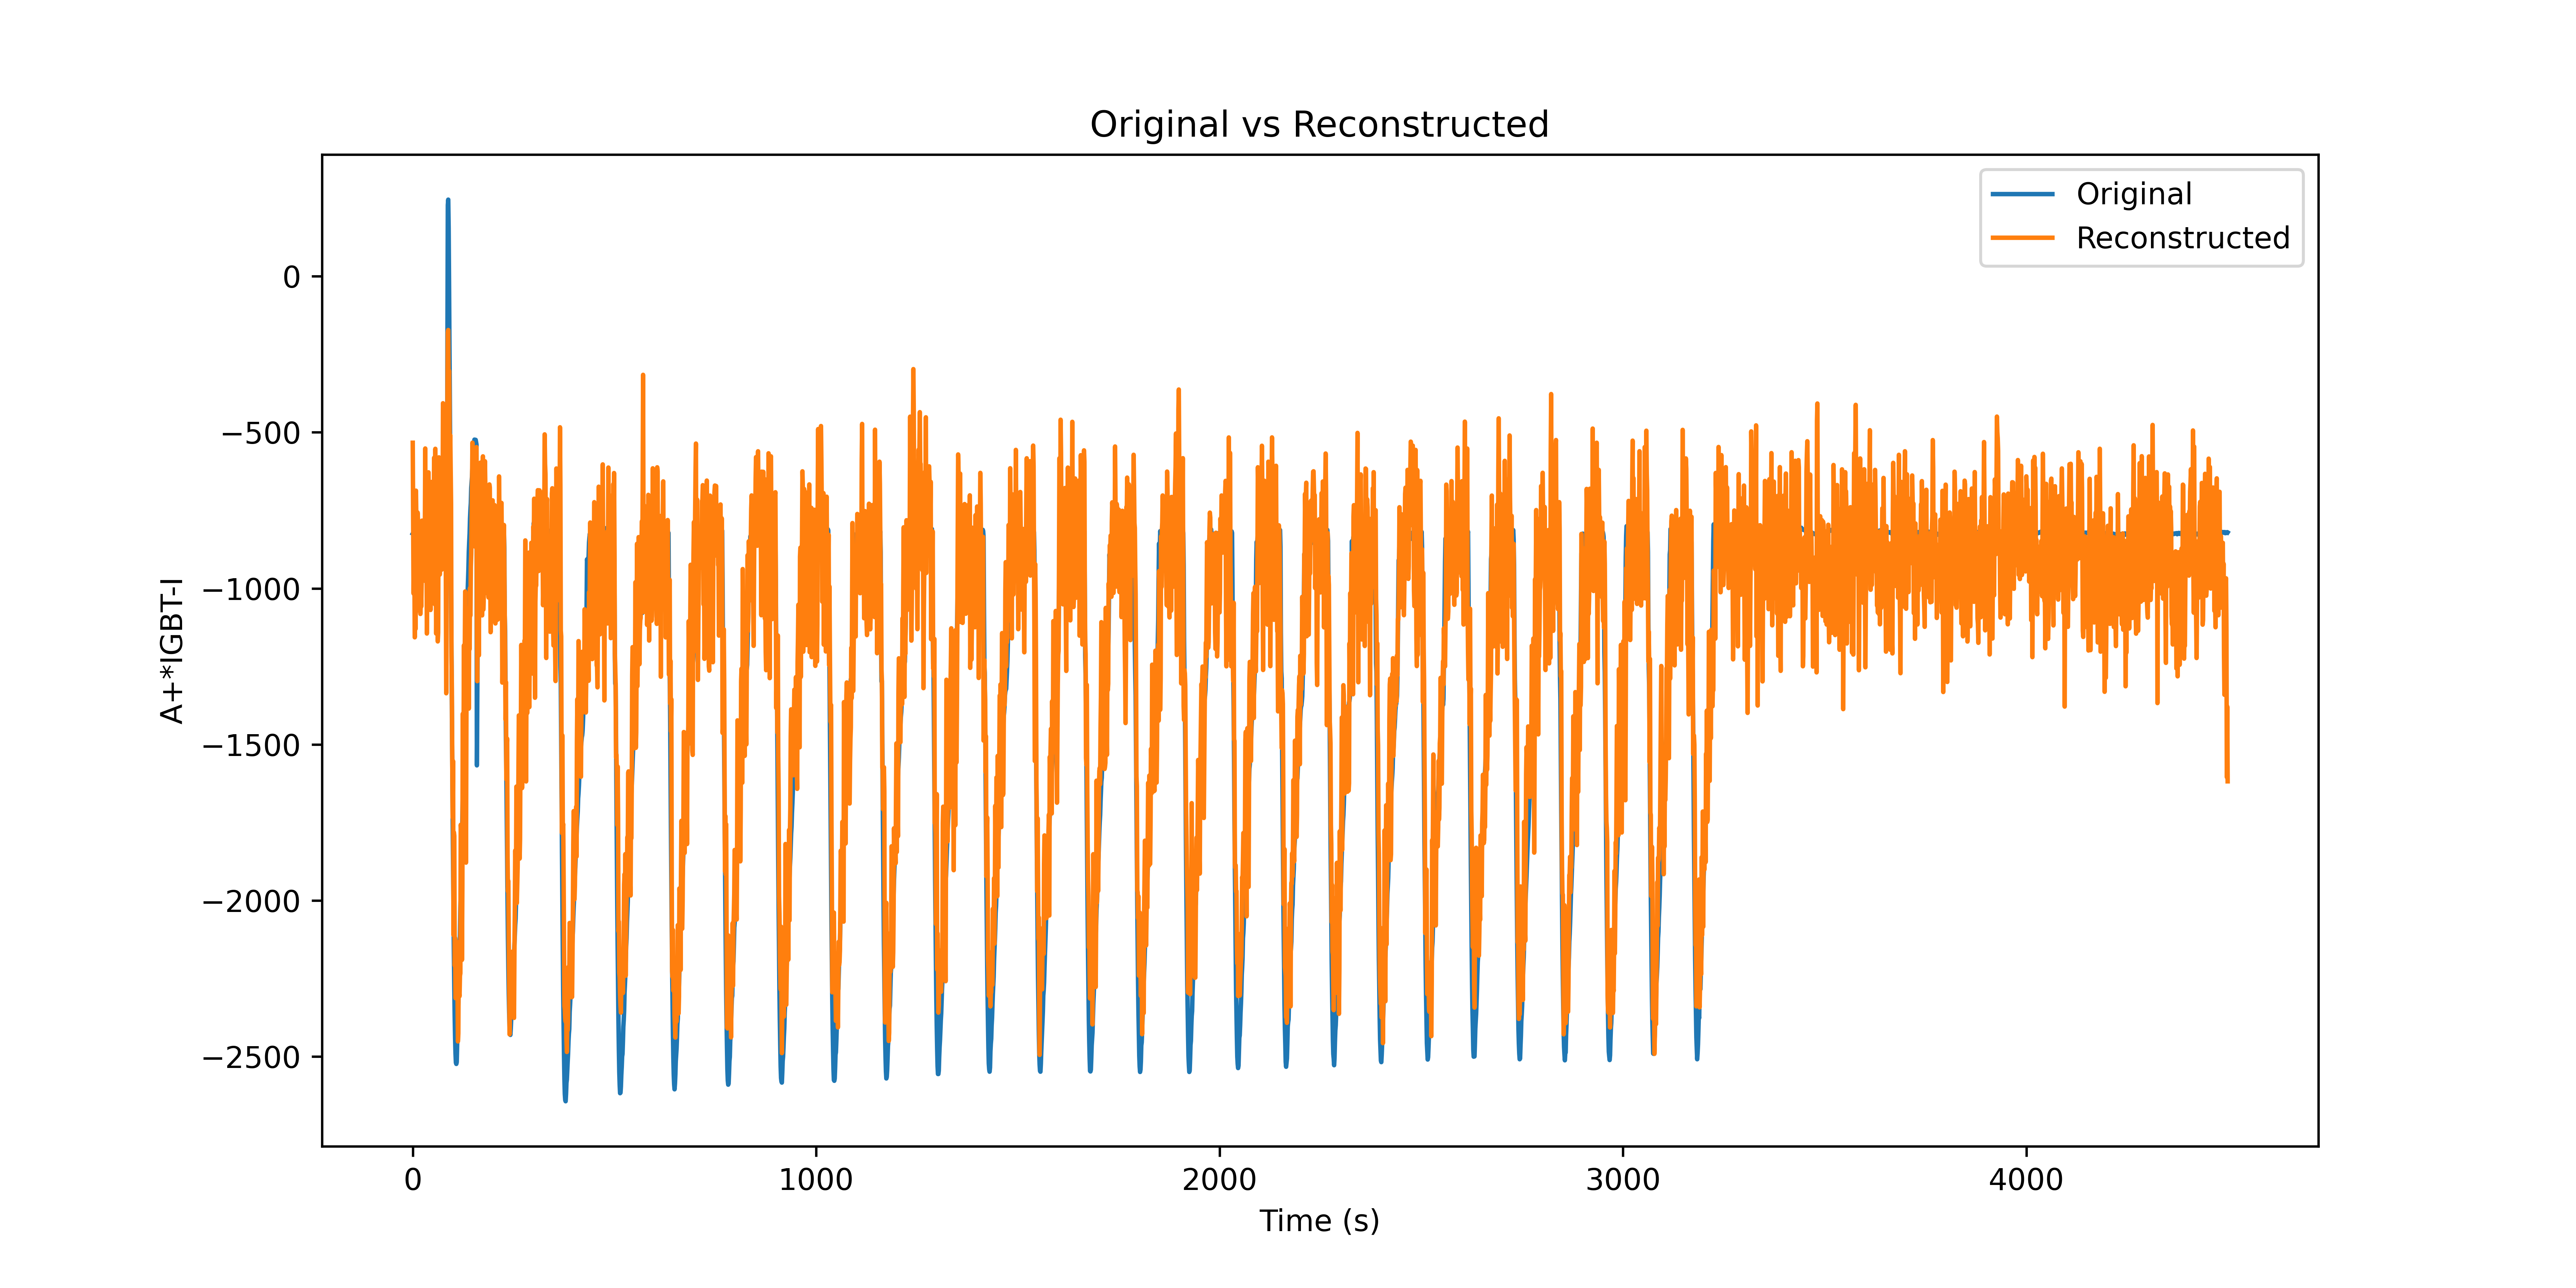 Original vs Reconstructed
Original
Reconstructed
0
−500
−1000
−1500
−2000
−2500
A+*IGBT-I
0
1000
2000
3000
4000
Time (s)